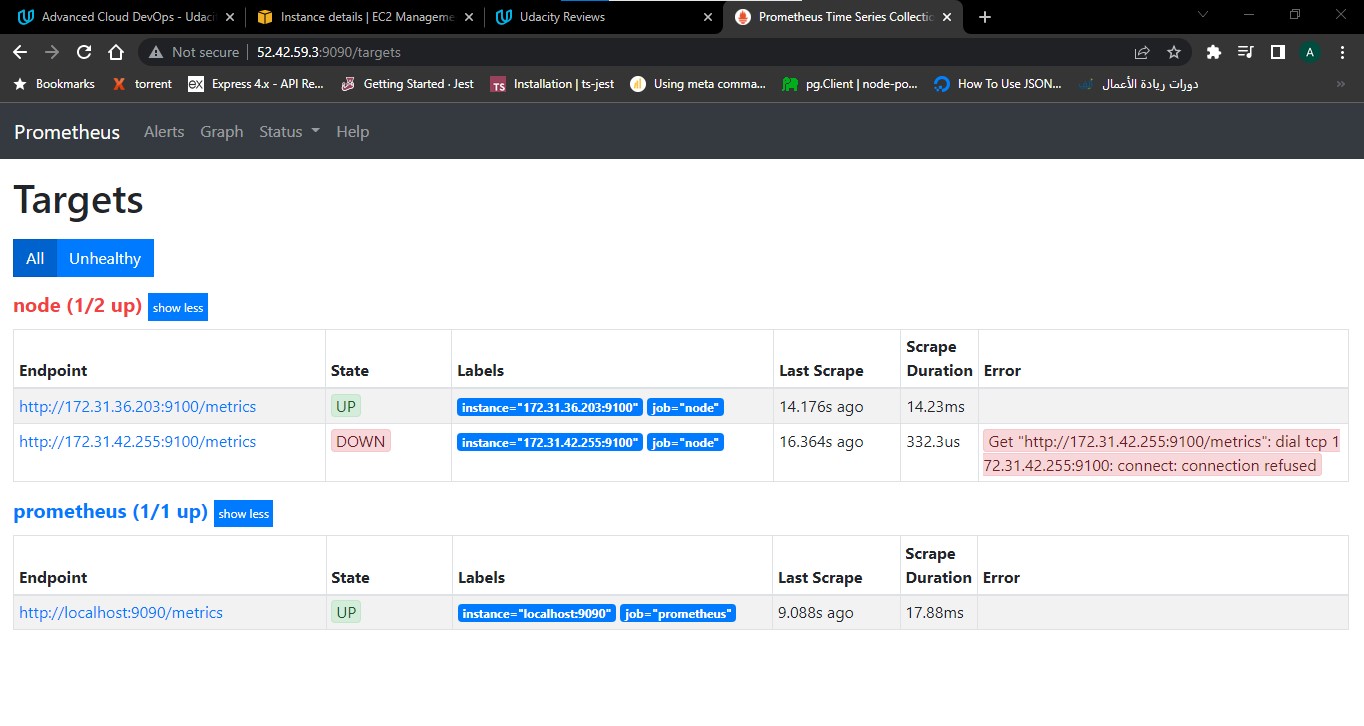 Advanced Cloud DevOps - Udaci
Instance details | EC2 Manageme
Udacity Reviews
Prometheus Time Series Collectio
Not secure
52.42.59.3:9090/targets
A
Bookmarks
torrent
ex Express 4.x - API Re...
Getting Started · Jest
TS Installation | ts-jest
Using meta comma...
pg.Client | node-po...
How To Use JSON...
دورات ريادة الأعمال
»
Prometheus Alerts Graph Status Help
Targets
All Unhealthy
node (1/2 up) show less
Endpoint State Labels Last Scrape Scrape Duration Error
http://172.31.36.203:9100/metrics UP instance="172.31.36.203:9100" job="node" 14.176s ago 14.23ms
http://172.31.42.255:9100/metrics DOWN instance="172.31.42.255:9100" job="node" 16.364s ago 332.3us Get "http://172.31.42.255:9100/metrics": dial tcp 1
72.31.42.255:9100: connect: connection refused
prometheus (1/1 up) show less
Endpoint State Labels Last Scrape Scrape Duration Error
http://localhost:9090/metrics UP instance="localhost:9090" job="prometheus" 9.088s ago 17.88ms